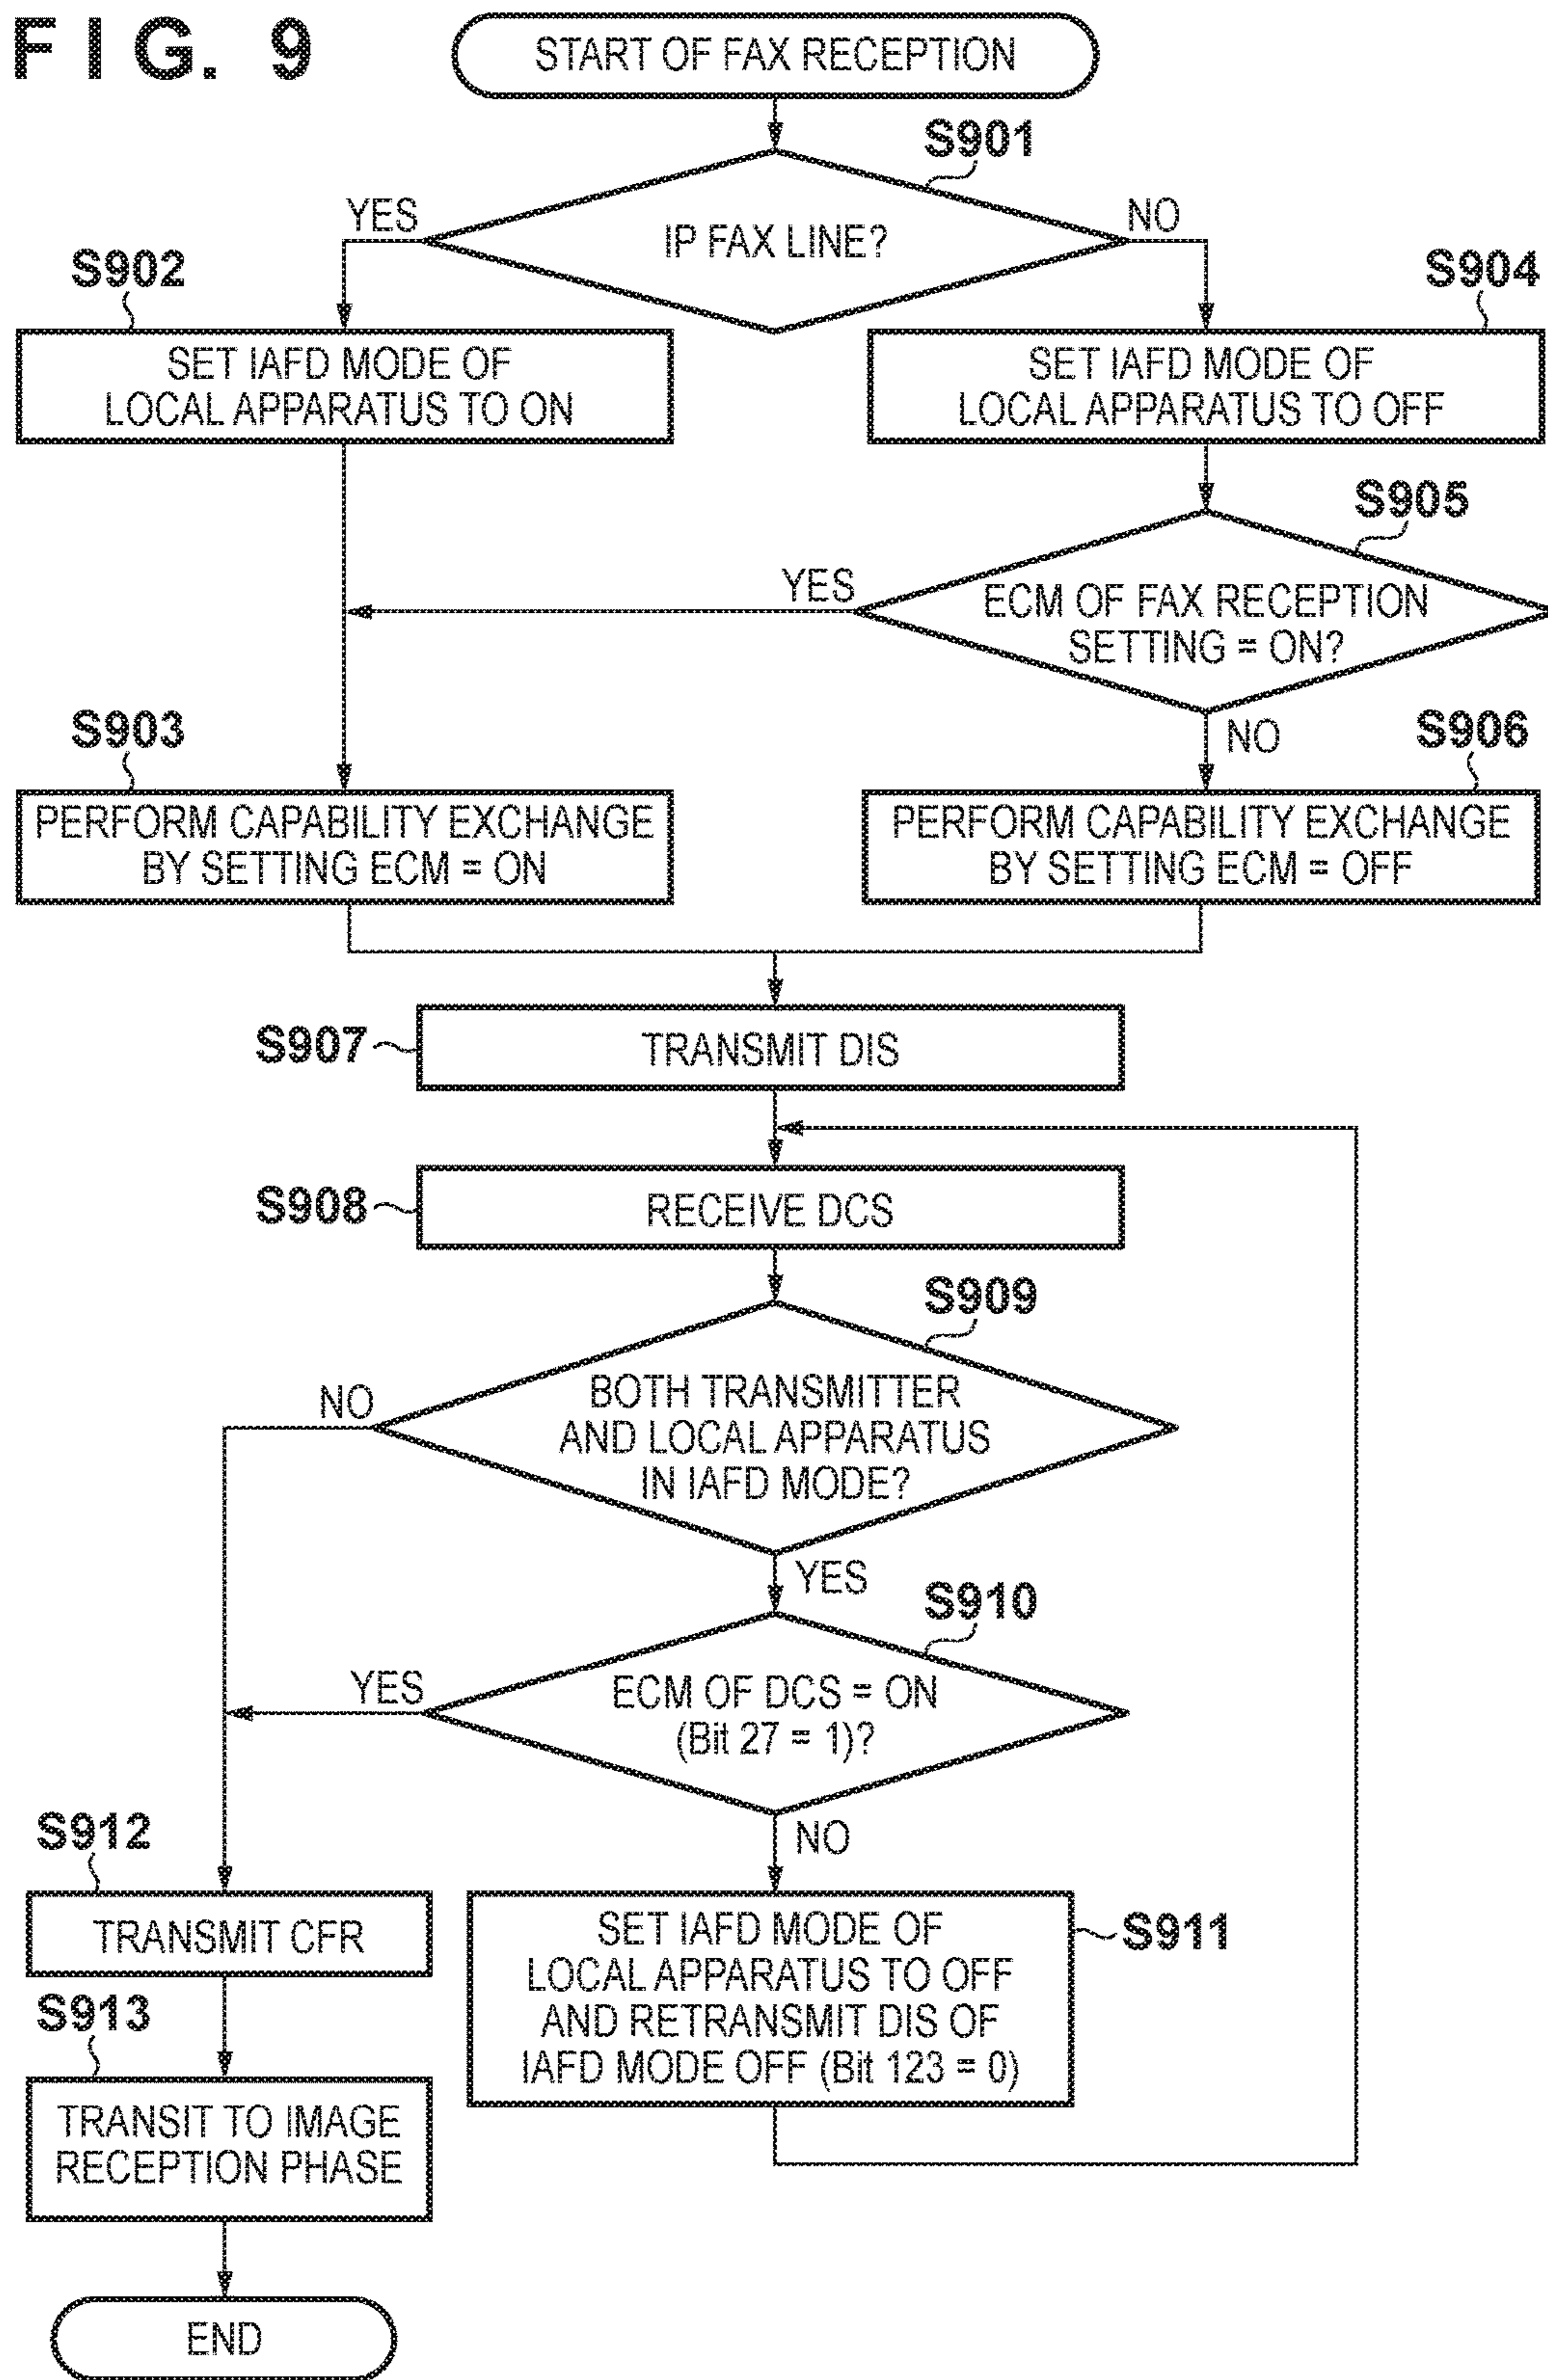 FIG. 9
START OF FAX RECEPTION
S901
YES
NO
IP FAX LINE?
S902
S904
SET IAFD MODE OF
LOCAL APPARATUS TO ON
SET IAFD MODE OF
LOCAL APPARATUS TO OFF
S905
YES
ECM OF FAX RECEPTION
SETTING = ON?
S903
NO
S906
PERFORM CAPABILITY EXCHANGE
BY SETTING ECM = ON
PERFORM CAPABILITY EXCHANGE
BY SETTING ECM = OFF
S907
TRANSMIT DIS
S908
RECEIVE DCS
S909
NO
BOTH TRANSMITTER
AND LOCAL APPARATUS
IN IAFD MODE?
YES
S910
YES
ECM OF DCS = ON
(Bit 27 = 1)?
NO
S912
TRANSMIT CFR
SET IAFD MODE OF
LOCAL APPARATUS TO OFF
AND RETRANSMIT DIS OF
IAFD MODE OFF (Bit 123 = 0)
S911
S913
TRANSIT TO IMAGE
RECEPTION PHASE
END